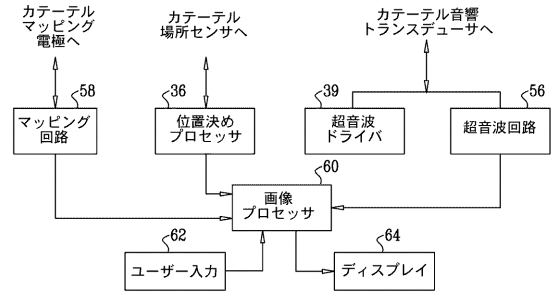 カテーテル
マッピング
電極へ
カテーテル
場所センサへ
カテーテル音響
トランスデューサへ
58
マッピング
回路
36
位置決め
プロセッサ
39
超音波
ドライバ
56
超音波回路
60
画像
プロセッサ
62
ユーザー入力
64
ディスプレイ